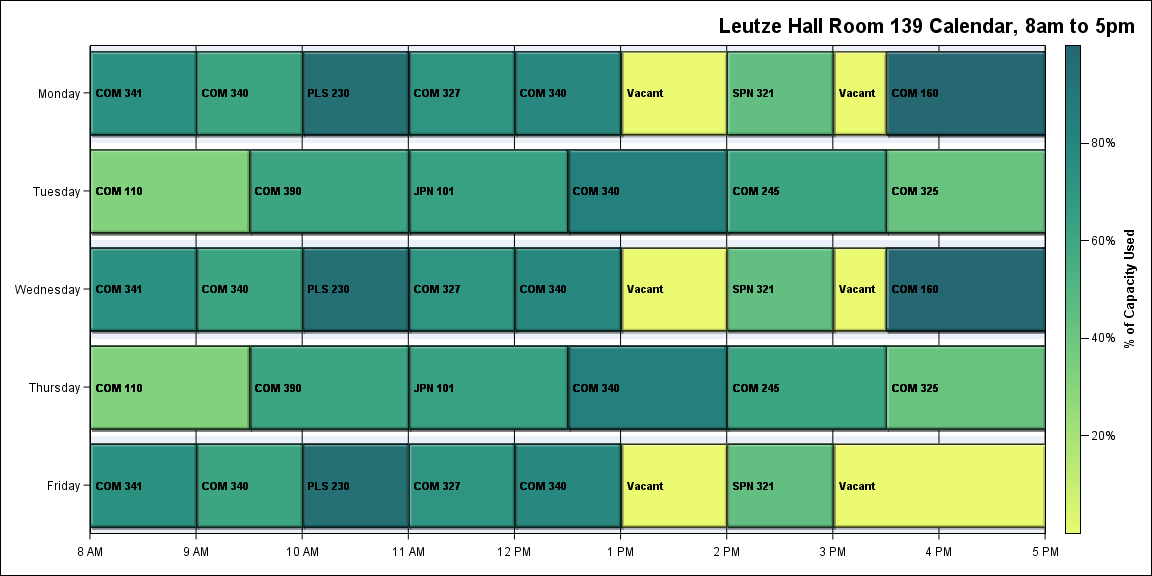 Leutze Hall Room 139 Calendar, 8am to 5pm
Monday
COM 341
COM 340
PLS 230
COM 327
COM 340
Vacant
SPN 321
Vacant
COM 160
Tuesday
COM 110
COM 390
JPN 101
COM 340
COM 245
COM 325
Wednesday
COM 341
COM 340
PLS 230
COM 327
COM 340
Vacant
SPN 321
Vacant
COM 160
Thursday
COM 110
COM 390
JPN 101
COM 340
COM 245
COM 325
Friday
COM 341
COM 340
PLS 230
COM 327
COM 340
Vacant
SPN 321
Vacant
8 AM
9 AM
10 AM
11 AM
12 PM
1 PM
2 PM
3 PM
4 PM
5 PM
80%
60%
40%
20%
% of Capacity Used